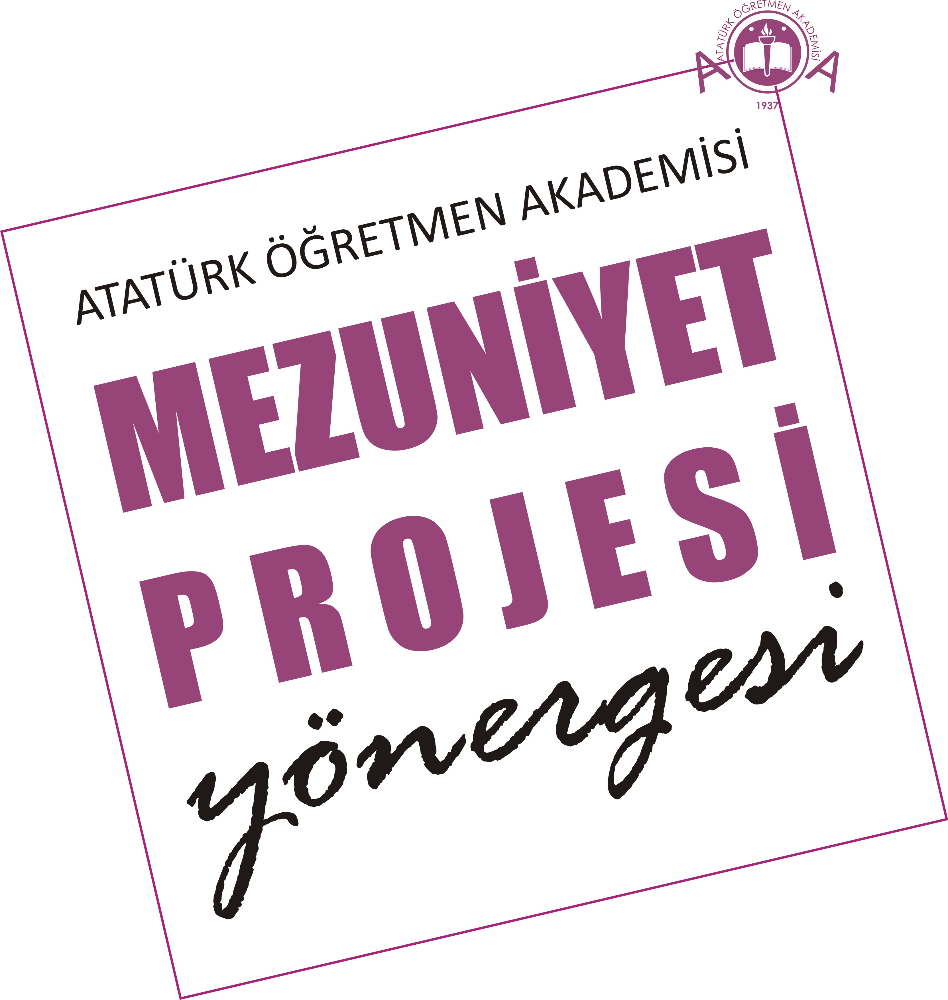 ATATÜRK ÖĞRETMEN AKADEMİSİ
A A
1937
ATATÜRK ÖĞRETMEN AKADEMİSİ
MEZUNİYET
PROJESİ
yönergesi